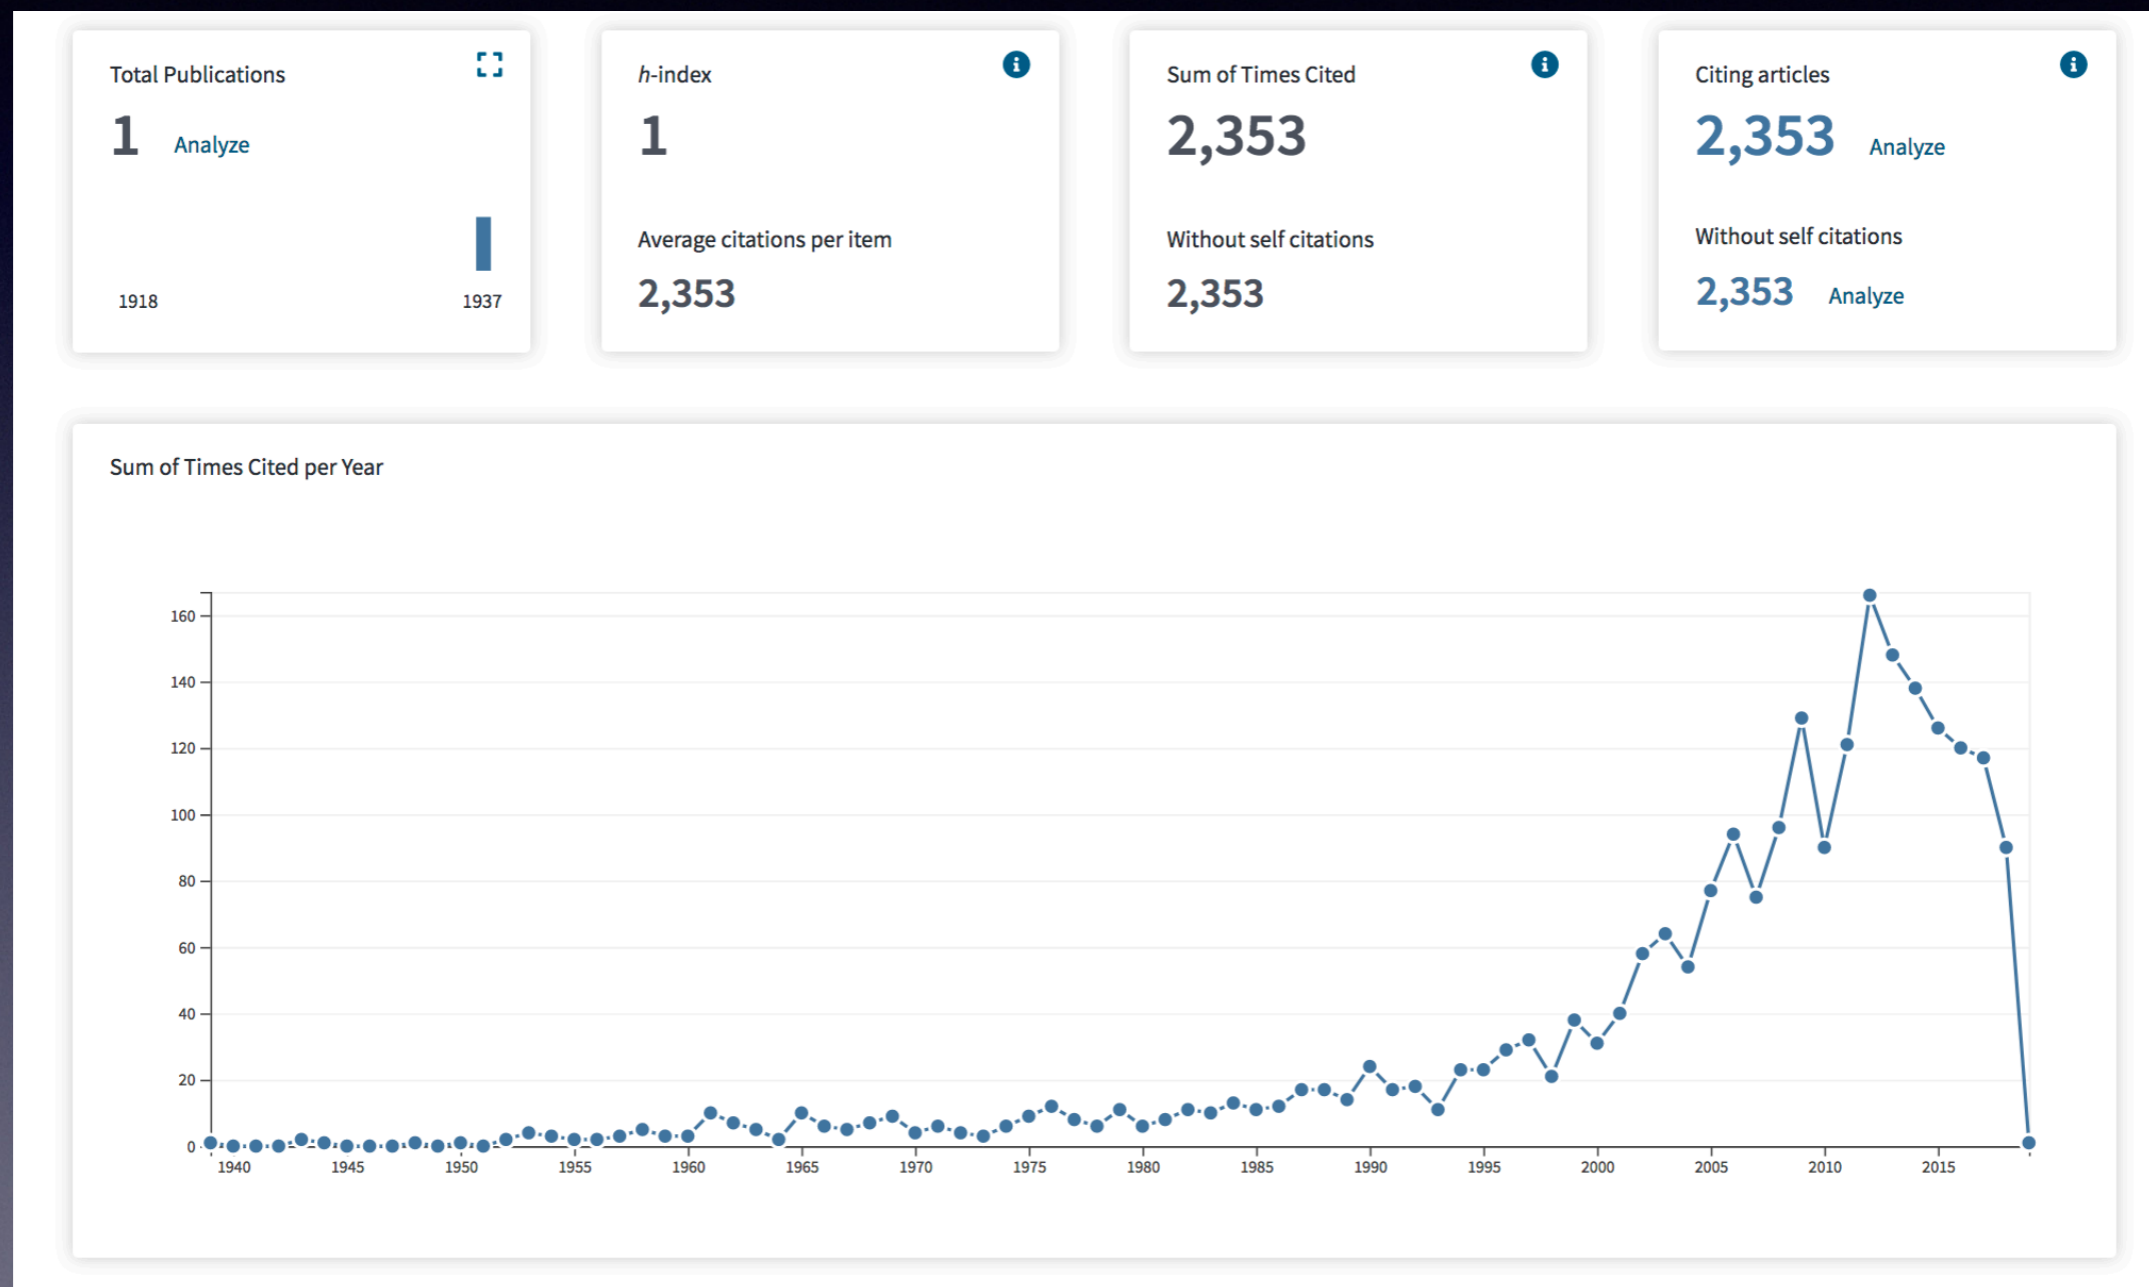 Total Publications
1 Analyze
1918 1937
h-index
1
Average citations per item
2,353
Sum of Times Cited
2,353
Without self citations
2,353
Citing articles
2,353 Analyze
Without self citations
2,353 Analyze
Sum of Times Cited per Year
160
140
120
100
80
60
40
20
0
1940 1945 1950 1955 1960 1965 1970 1975 1980 1985 1990 1995 2000 2005 2010 2015